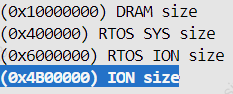 (0x10000000) DRAM size
(0x400000) RTOS SYS size
(0x6000000) RTOS ION size
(0x4B00000) ION size